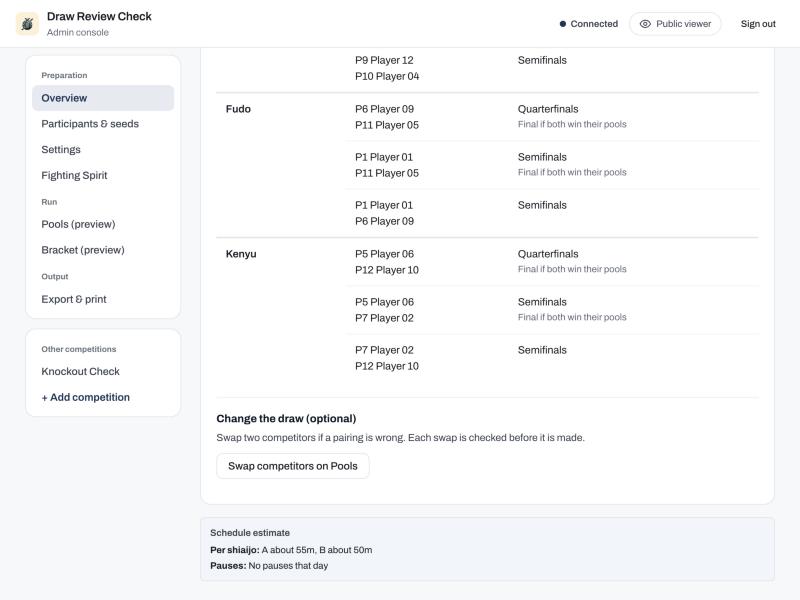 Draw Review Check
Admin console
Connected
Public viewer
Sign out
Preparation
Overview
Participants & seeds
Settings
Fighting Spirit
Run
Pools (preview)
Bracket (preview)
Output
Export & print
Other competitions
Knockout Check
+ Add competition
P9 Player 12
P10 Player 04
Semifinals
Fudo
P6 Player 09
P11 Player 05
Quarterfinals
Final if both win their pools
P1 Player 01
P11 Player 05
Semifinals
Final if both win their pools
P1 Player 01
P6 Player 09
Semifinals
Kenyu
P5 Player 06
P12 Player 10
Quarterfinals
Final if both win their pools
P5 Player 06
P7 Player 02
Semifinals
Final if both win their pools
P7 Player 02
P12 Player 10
Semifinals
Change the draw (optional)
Swap two competitors if a pairing is wrong. Each swap is checked before it is made.
Swap competitors on Pools
Schedule estimate
Per shiaijo: A about 55m, B about 50m
Pauses: No pauses that day